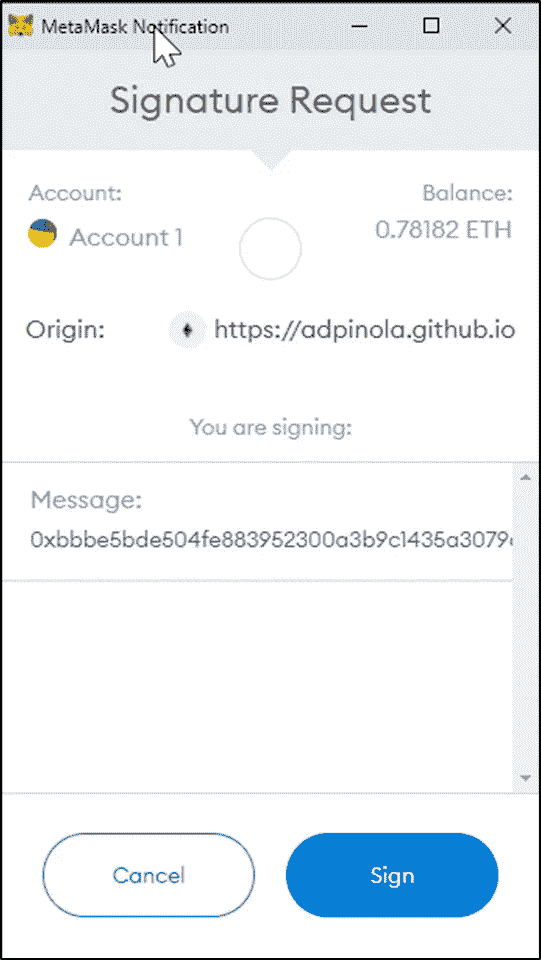 MetaMask Notification
Signature Request
Account:
Balance:
Account 1
0.78182 ETH
Origin:
https://adpinola.github.io
You are signing:
Message:
0xbbbe5bde504fe883952300a3b9c1435a3079
Cancel
Sign